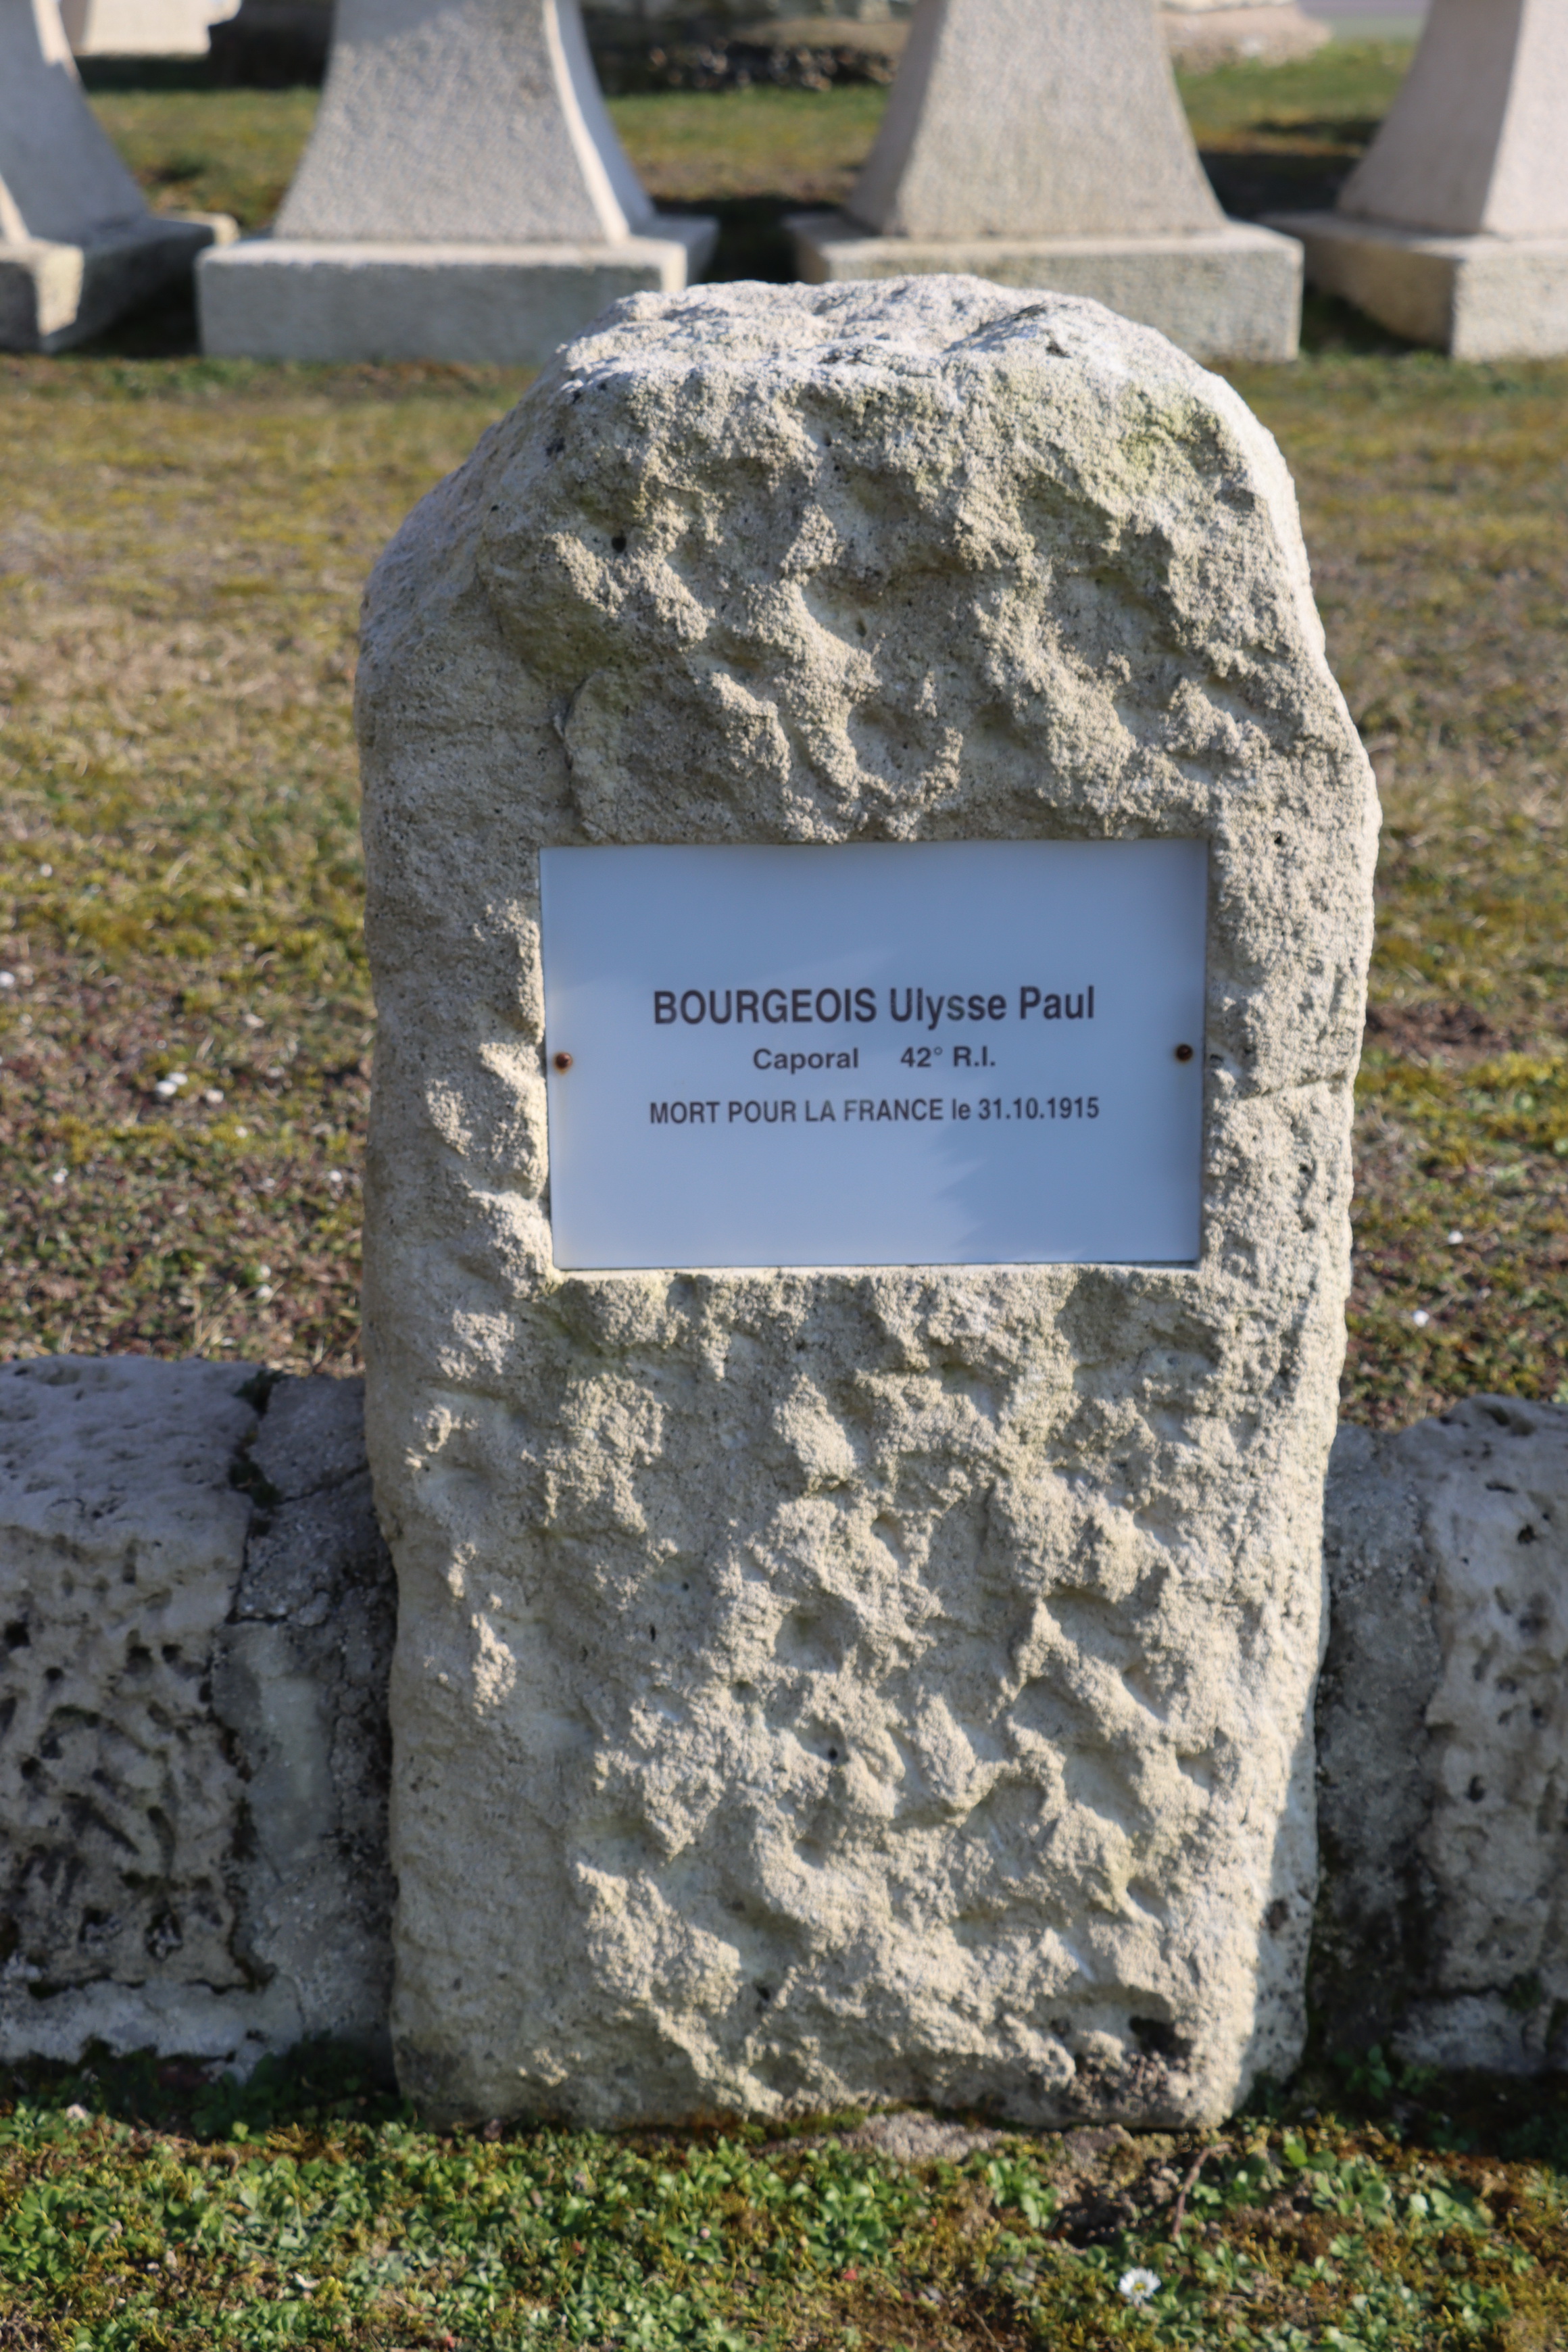 BOURGEOIS Ulysse Paul
Caporal 42° R.I.
MORT POUR LA FRANCE le 31.10.1915